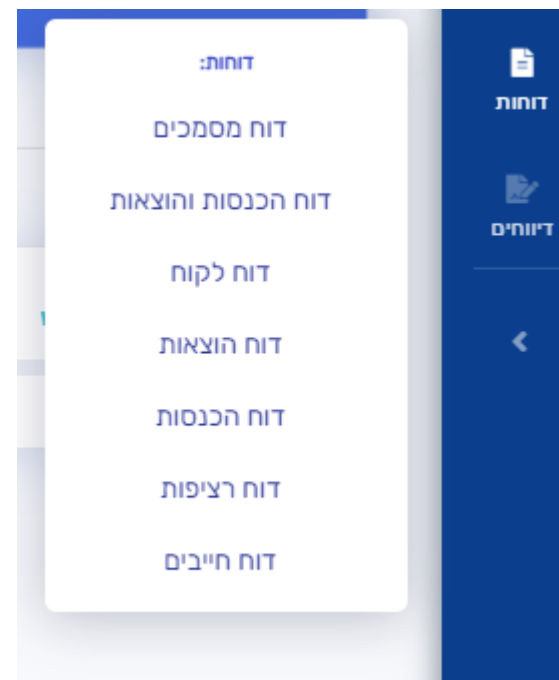 דוחות:
דוח מסמכים
דוח הכנסות והוצאות
דוח לקוח
דוח הוצאות
דוח הכנסות
דוח רציפות
דוח חייבים
דוחות
דיווחים